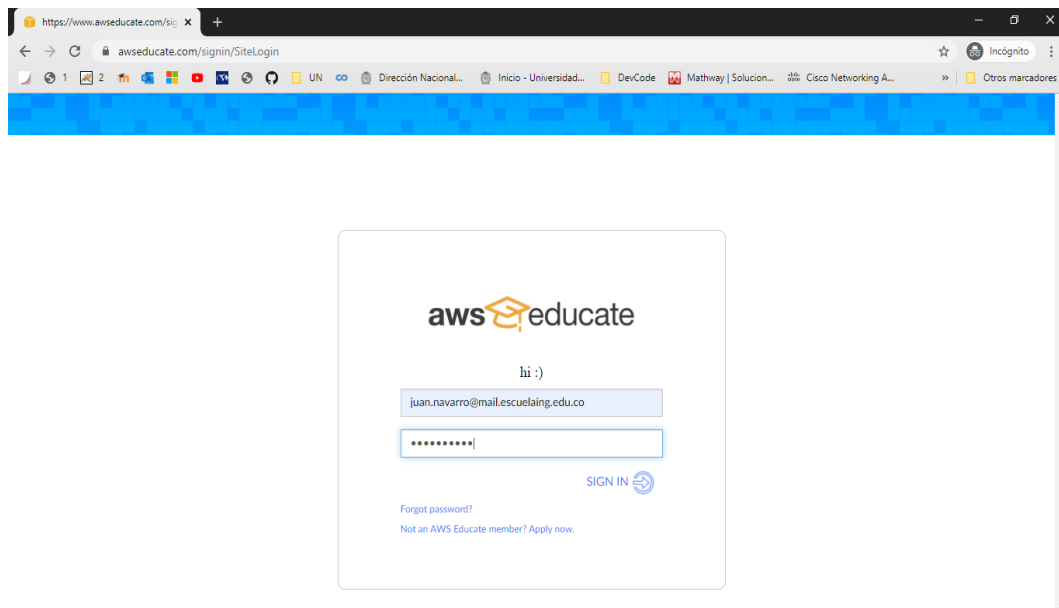 https://www.awseducate.com/sig
awseducate.com/signin/SiteLogin
Incógnito
1
2
UN
Dirección Nacional...
Inicio - Universidad...
DevCode
Mathway | Solucion...
Cisco Networking A...
»
Otros marcadores
aws educate
hi :)
juan.navarro@mail.escuelaing.edu.co
SIGN IN
Forgot password?
Not an AWS Educate member? Apply now.